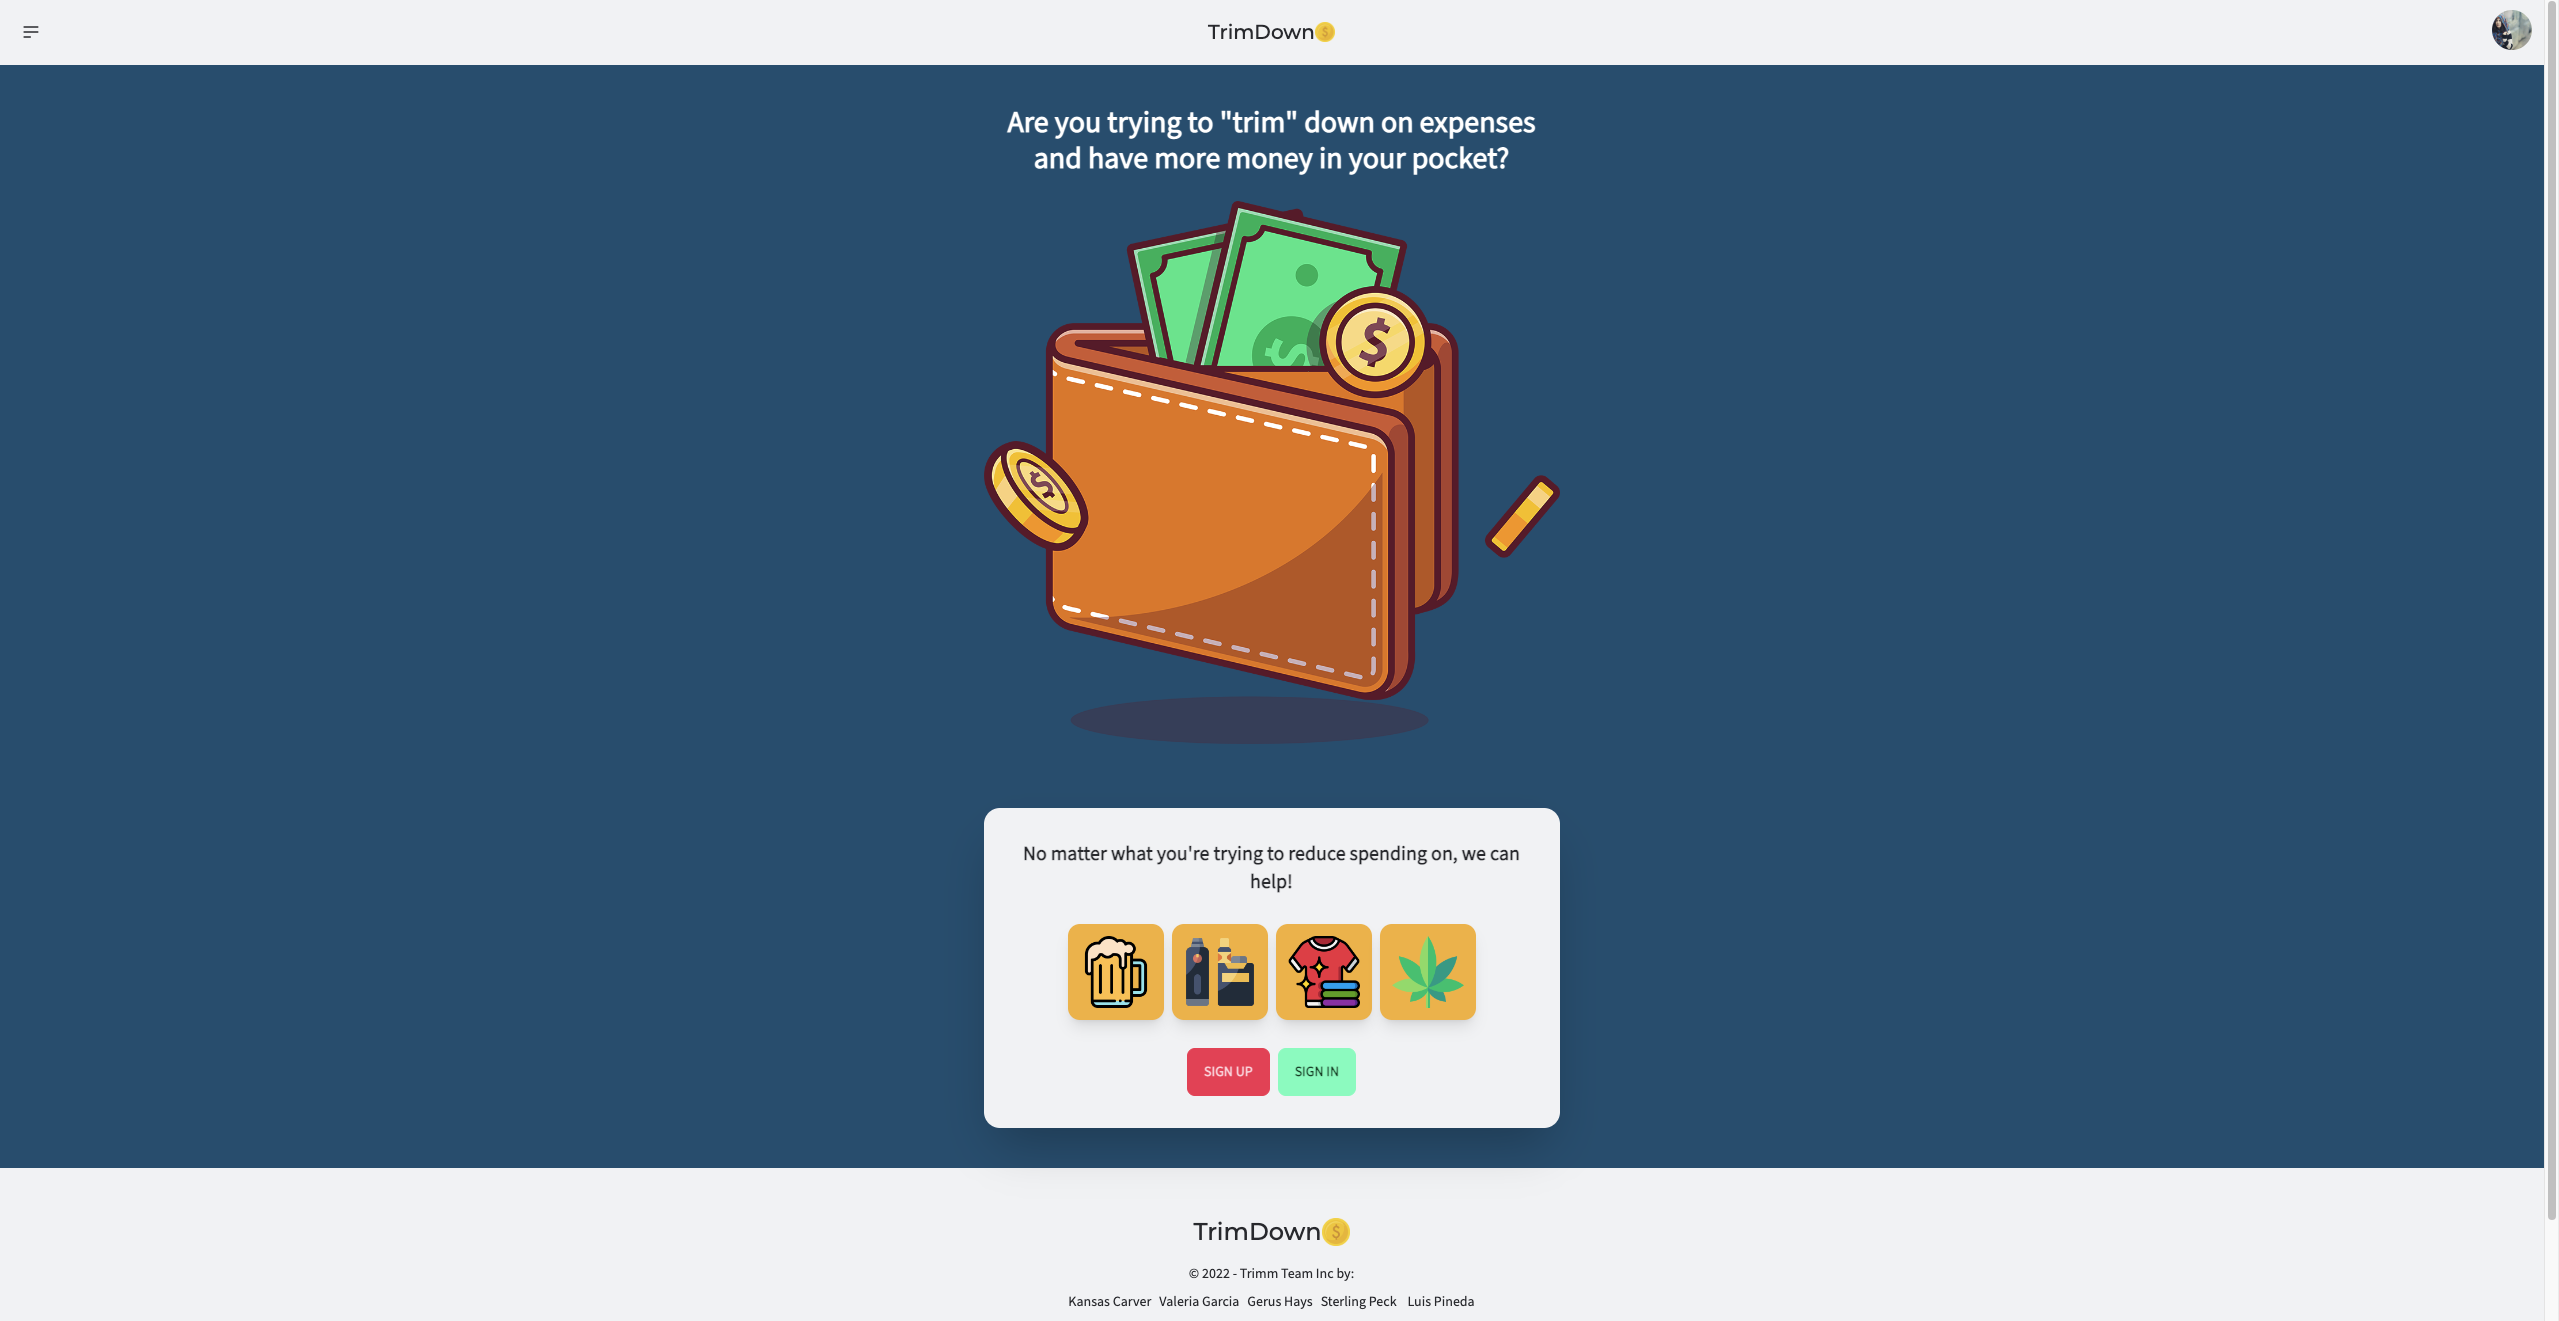 TrimDown
Are you trying to "trim" down on expenses
and have more money in your pocket?
$
$
$
No matter what you're trying to reduce spending on, we can
help!
SIGN UP SIGN IN
TrimDown
© 2022 - Trimm Team Inc by:
Kansas Carver Valeria Garcia Gerus Hays Sterling Peck Luis Pineda